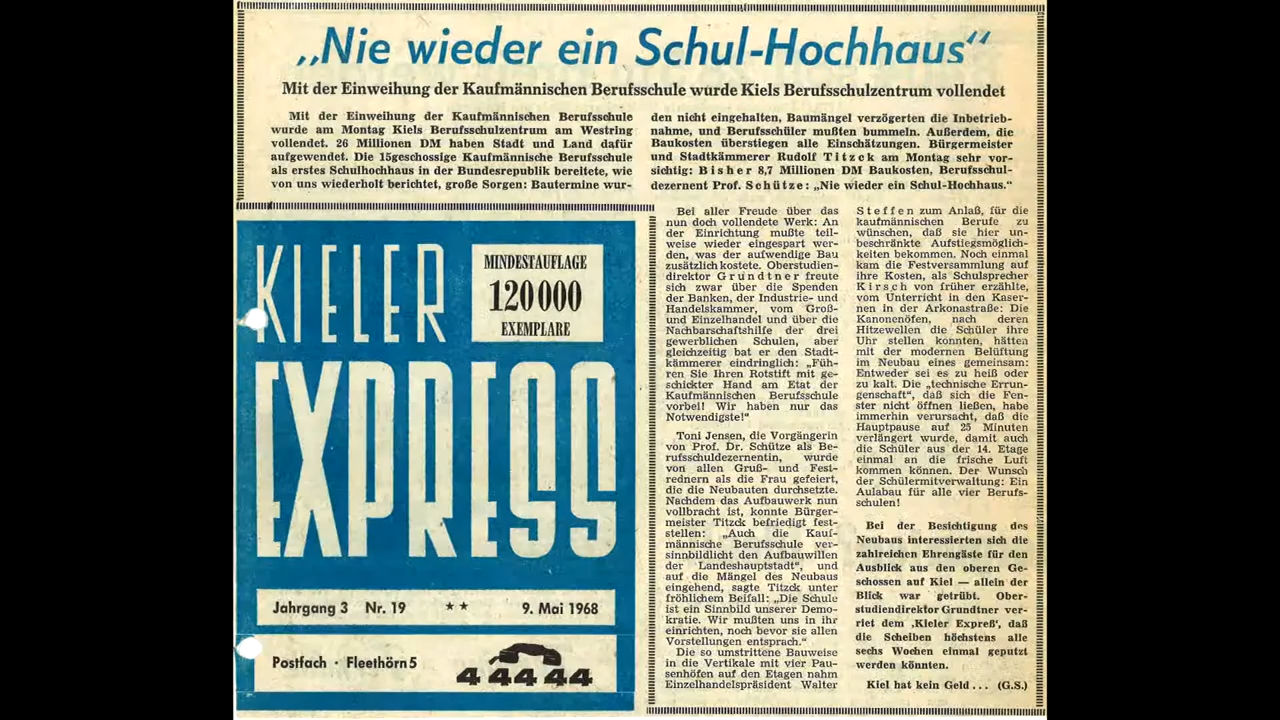 „Nie wieder ein Schul-Hochhaus“
Mit der Einweihung der Kaufmännischen Berufsschule wurde Kiels Berufsschulzentrum vollendet
Mit der Einweihung der Kaufmännischen Berufsschule
wurde am Montag Kiels Berufsschulzentrum am Westring
vollendet. 26 Millionen DM haben Stadt und Land dafür
aufgewendet. Die 15geschossige Kaufmännische Berufsschule
als erstes Schulhochhaus in der Bundesrepublik bereitete, wie
von uns wiederholt berichtet, große Sorgen: Bautermine wur-
den nicht eingehalten, Baumängel verzögerten die Inbetrieb-
nahme, und Berufsschüler mußten bummeln. Außerdem, die
Baukosten überstiegen alle Einschätzungen. Bürgermeister
und Stadtkämmerer Rudolf Titzck am Montag sehr vor-
sichtig: Bisher 8,7 Millionen DM Baukosten, Berufsschul-
dezernent Prof. Schütze: „Nie wieder ein Schul-Hochhaus.“
KIELER
EXPRESS
MINDESTAUFLAGE
120 000
EXEMPLARE
Jahrgang 3 Nr. 19 ★★ 9. Mai 1968
Postfach · Fleethörn 5
4 44 44
Bei aller Freude über das
nun doch vollendete Werk: An
der Einrichtung mußte teil-
weise wieder eingespart wer-
den, was der aufwendige Bau
zusätzlich kostete. Oberstudien-
direktor Grundtner freute
sich zwar über die Spenden
der Banken, der Industrie- und
Handelskammer, vom Groß-
und Einzelhandel und über die
Nachbarschaftshilfe der drei
gewerblichen Schulen, aber
gleichzeitig bat er den Stadt-
kämmerer eindringlich: „Füh-
ren Sie Ihren Rotstift mit ge-
schickter Hand am Etat der
Kaufmännischen Berufsschule
vorbei! Wir haben nur das
Notwendigste!“
Toni Jensen, die Vorgängerin
von Prof. Dr. Schütze als Be-
rufsschuldezernentin, wurde
von allen Gruß- und Fest-
rednern als die Frau gefeiert,
die die Neubauten durchsetzte.
Nachdem das Aufbauwerk nun
vollbracht ist, konnte Bürger-
meister Titzck befriedigt fest-
stellen: „Auch die Kauf-
männische Berufsschule ver-
sinnbildlicht den Aufbauwillen
der Landeshauptstadt“, und
auf die Mängel des Neubaus
eingehend, sagte Titzck unter
fröhlichem Beifall: „Die Schule
ist ein Sinnbild unserer Demo-
kratie. Wir mußten uns in ihr
einrichten, noch bevor sie allen
Vorstellungen entsprach.“
Die so umstrittene Bauweise
in die Vertikale mit vier Pau-
senhöfen auf den Etagen nahm
Einzelhandelspräsident Walter
Steffen zum Anlaß, für die
kaufmännischen Berufe zu
wünschen, daß sie hier un-
beschränkte Aufstiegsmöglich-
keiten bekommen. Noch einmal
kam die Festversammlung auf
ihre Kosten, als Schulsprecher
Kirsch von früher erzählte,
vom Unterricht in den Kaser-
nen in der Arkonastraße: Die
Kanonenöfen, nach deren
Hitzewellen die Schüler ihre
Uhr stellen konnten, hätten
mit der modernen Belüftung
im Neubau eines gemeinsam:
Entweder sei es zu heiß oder
zu kalt. Die „technische Errun-
genschaft“, daß sich die Fen-
ster nicht öffnen ließen, habe
immerhin verursacht, daß die
Hauptpause auf 25 Minuten
verlängert wurde, damit auch
die Schüler aus der 14. Etage
einmal an die frische Luft
kommen können. Der Wunsch
der Schülermitverwaltung: Ein
Aulabau für alle vier Berufs-
schulen!
Bei der Besichtigung des
Neubaus interessierten sich die
zahlreichen Ehrengäste für den
Ausblick aus den oberen Ge-
schossen auf Kiel — allein der
Blick war getrübt. Ober-
studiendirektor Grundtner ver-
riet dem ‚Kieler Expreß‘, daß
die Scheiben höchstens alle
sechs Wochen einmal geputzt
werden könnten.
Kiel hat kein Geld . . . (G.S.)